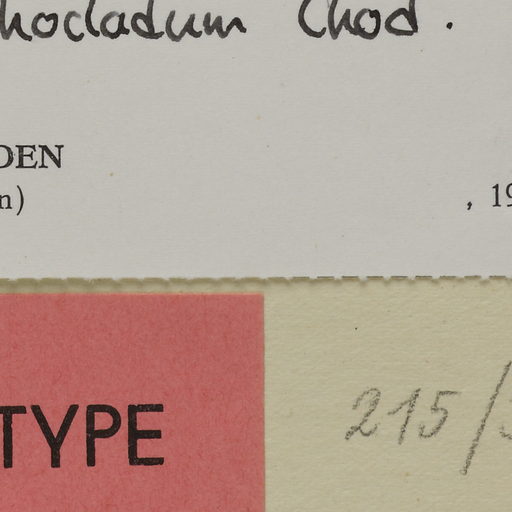 hocladum Chod.
DEN
n) , 19
TYPE
215/